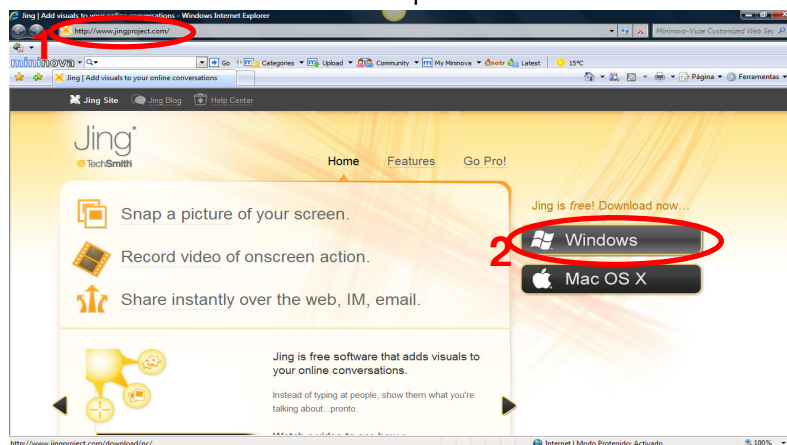 Jing | Add visuals to your online conversations - Windows Internet Explorer
1
http://www.jingproject.com/
Mininova-Vuze Customized Web Sec
mininova Go Categories Upload Community My Mininova Latest 15ºC
Jing | Add visuals to your online conversations
Página Ferramentas
Jing Site Jing Blog Help Center
Jing
TechSmith
Home Features Go Pro!
Jing is free! Download now...
Snap a picture of your screen.
2
Windows
Record video of onscreen action.
Mac OS X
Share instantly over the web, IM, email.
Jing is free software that adds visuals to
your online conversations.
Instead of typing at people, show them what you're
talking about...pronto.
http://www.jingproject.com/download/pc/
Internet | Modo Protegido: Activado
100%